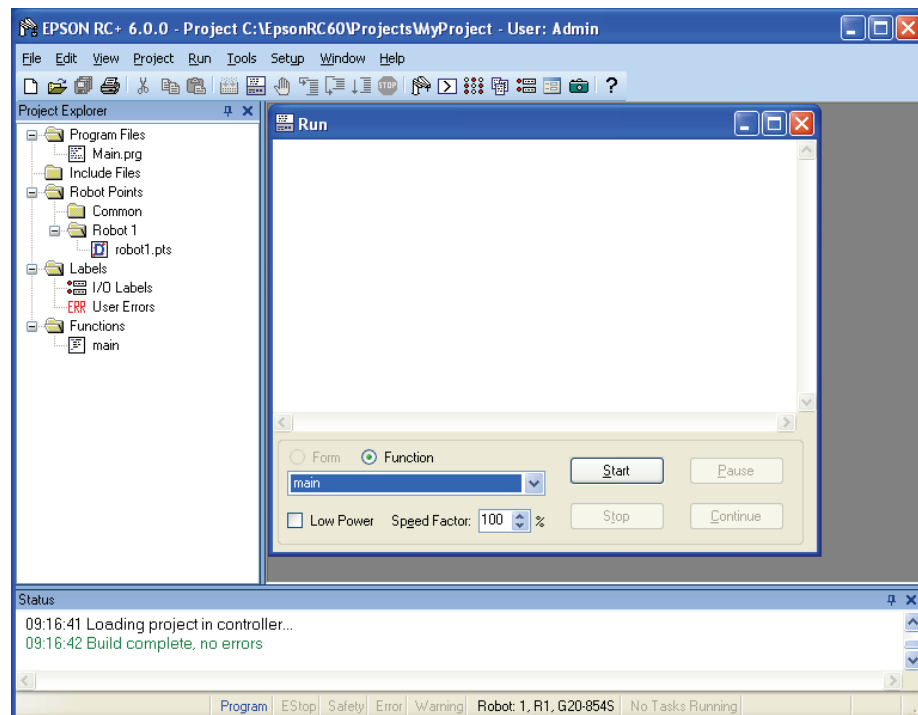 EPSON RC+ 6.0.0 - Project C:\EpsonRC60\Projects\MyProject - User: Admin
File Edit View Project Run Tools Setup Window Help
Project Explorer
Program Files
Main.prg
Include Files
Robot Points
Common
Robot 1
robot1.pts
Labels
I/O Labels
ERR User Errors
Functions
main
STOP
Run
Form Function
main
Start Pause
Low Power Speed Factor: 100 %
Stop Continue
Status
09:16:41 Loading project in controller...
09:16:42 Build complete, no errors
Program EStop Safety Error Warning Robot: 1, R1, G20-854S No Tasks Running